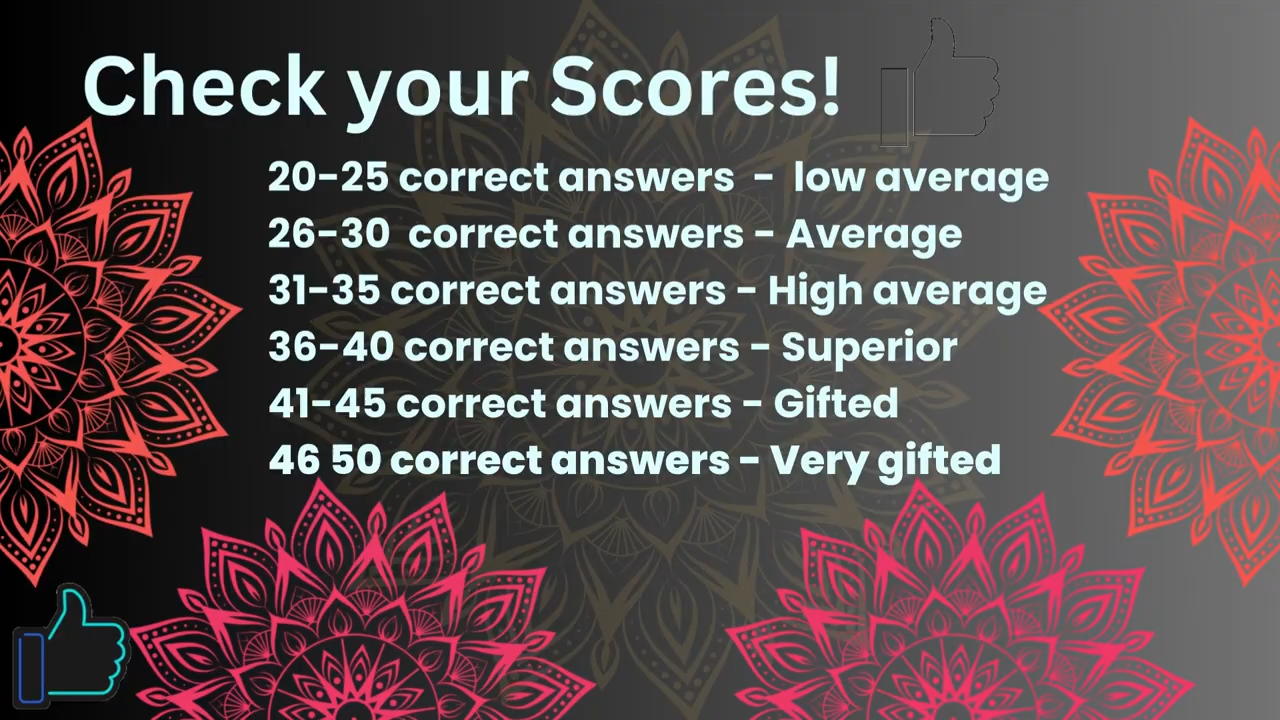 Check your Scores!
20-25 correct answers - low average
26-30 correct answers - Average
31-35 correct answers - High average
36-40 correct answers - Superior
41-45 correct answers - Gifted
46 50 correct answers - Very gifted